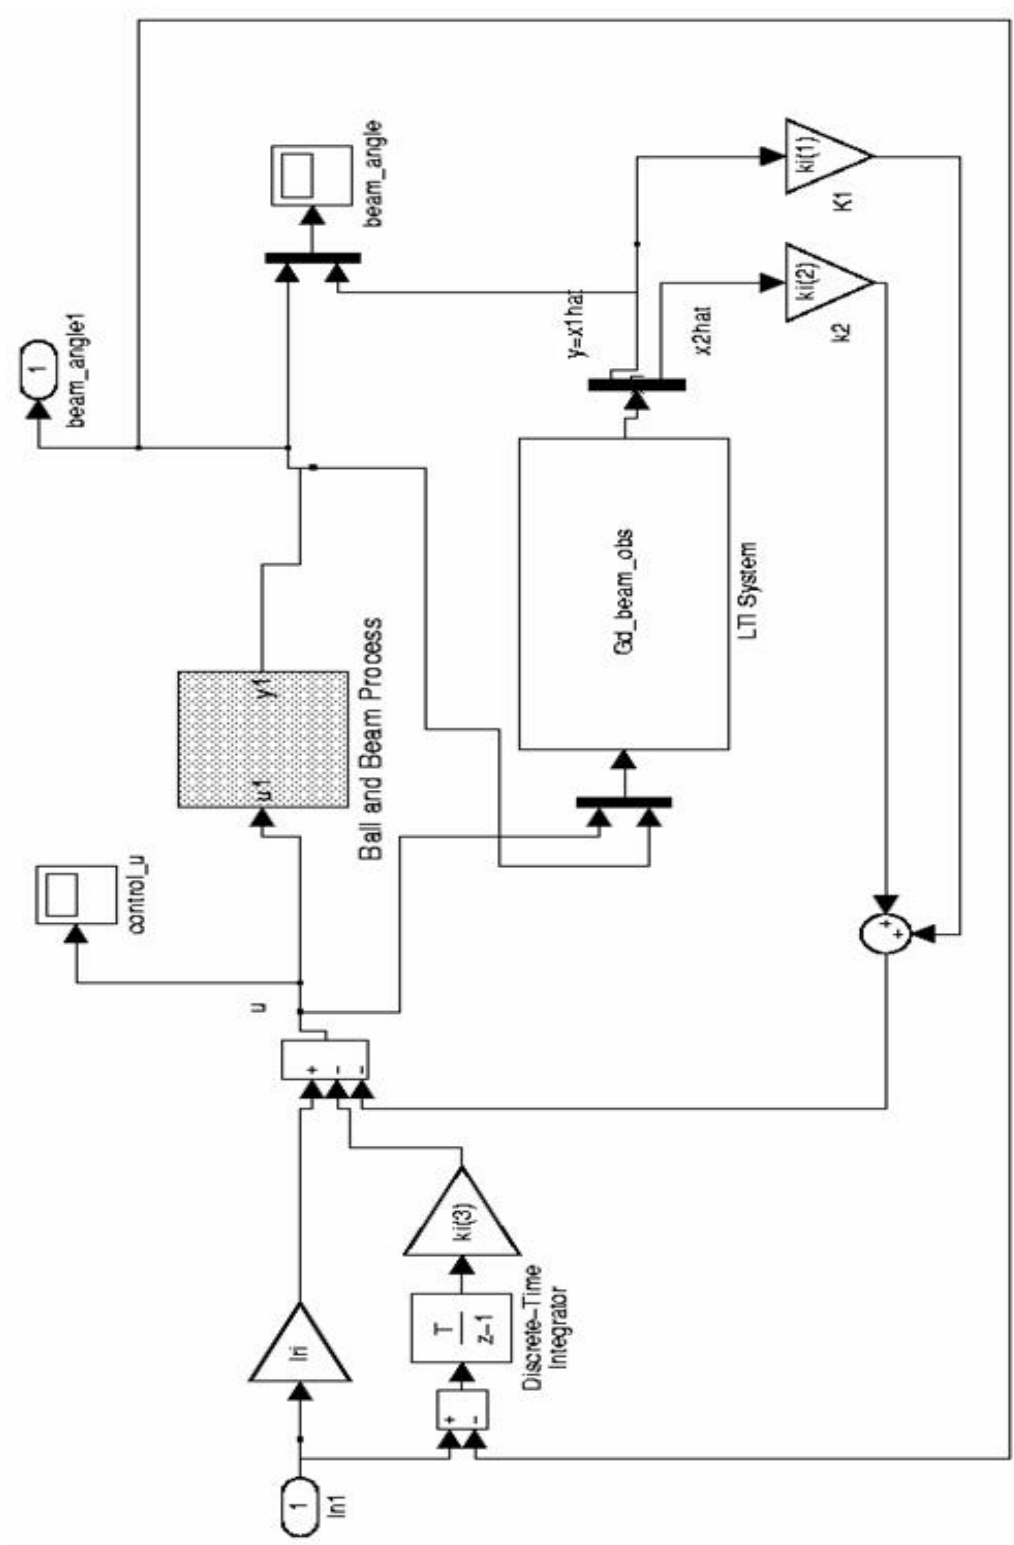 1
In1
lri
+
-
T
z-1
Discrete-Time
Integrator
ki(3)
+
-
-
u
control_u
u1
y1
Ball and Beam Process
1
beam_angle1
beam_angle
Gd_beam_obs
LTI System
y=x1hat
x2hat
ki(1)
K1
ki(2)
k2
+
+